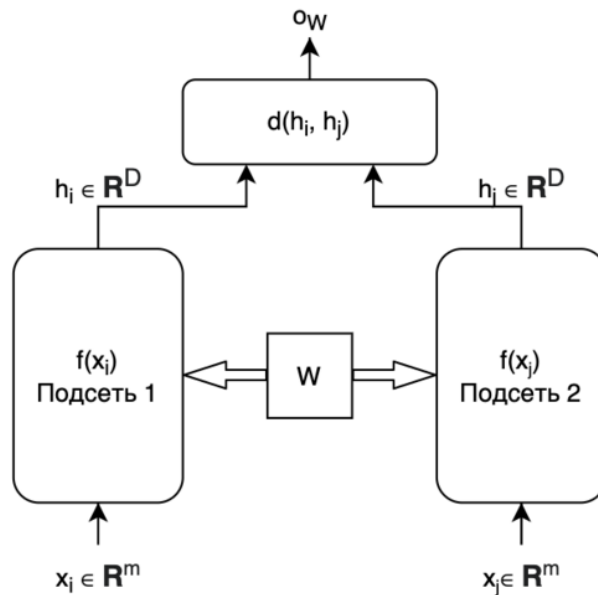 o_W
d(h_i, h_j)
h_i ∈ R^D
h_j ∈ R^D
f(x_i)
Подсеть 1
W
f(x_j)
Подсеть 2
x_i ∈ R^m
x_j ∈ R^m